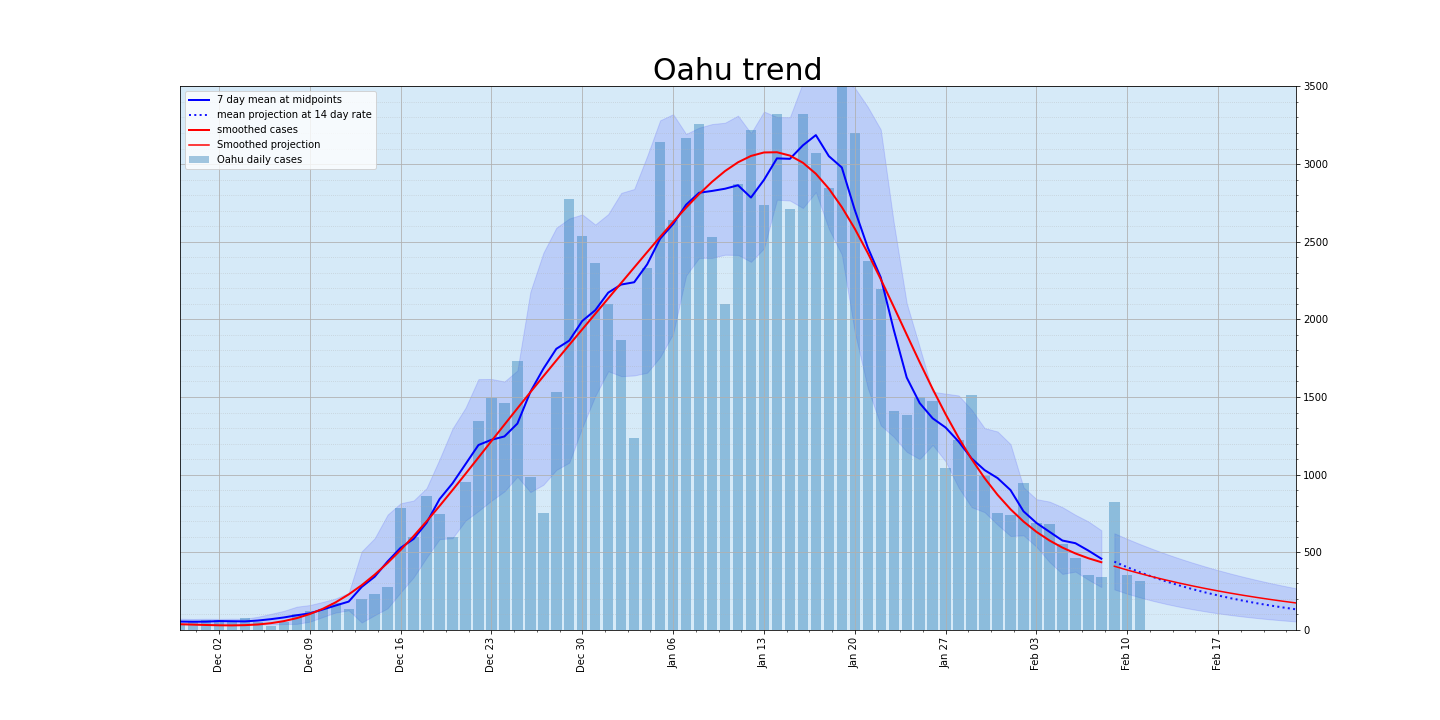 Oahu trend
7 day mean at midpoints
mean projection at 14 day rate
smoothed cases
Smoothed projection
Oahu daily cases
3500
3000
2500
2000
1500
1000
500
0
Dec 02
Dec 09
Dec 16
Dec 23
Dec 30
Jan 06
Jan 13
Jan 20
Jan 27
Feb 03
Feb 10
Feb 17